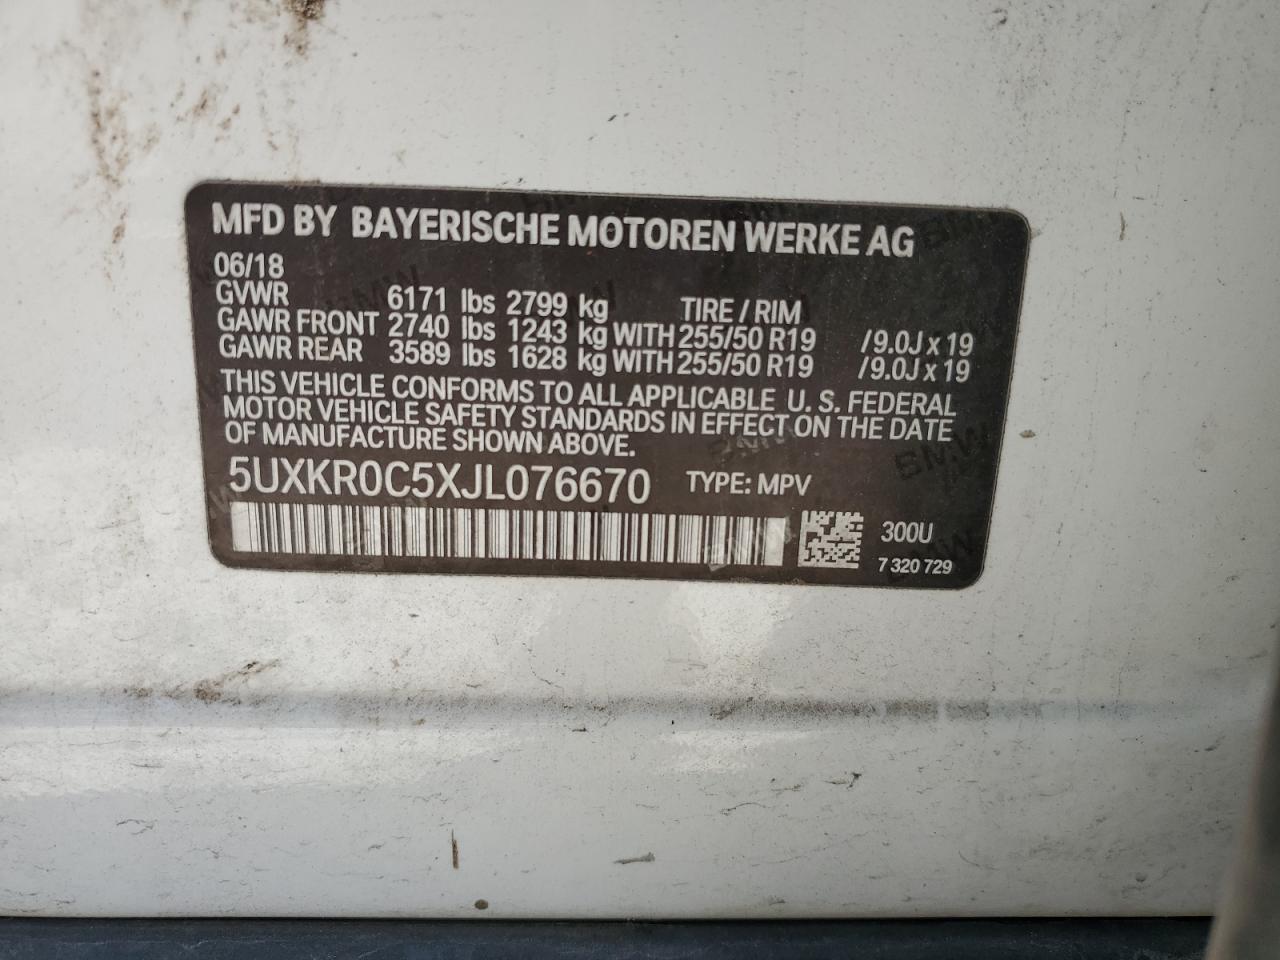 MFD BY BAYERISCHE MOTOREN WERKE AG
06/18
GVWR 6171 lbs 2799 kg TIRE / RIM
GAWR FRONT 2740 lbs 1243 kg WITH 255/50 R19 /9.0J x 19
GAWR REAR 3589 lbs 1628 kg WITH 255/50 R19 /9.0J x 19
THIS VEHICLE CONFORMS TO ALL APPLICABLE U. S. FEDERAL
MOTOR VEHICLE SAFETY STANDARDS IN EFFECT ON THE DATE
OF MANUFACTURE SHOWN ABOVE.
5UXKR0C5XJL076670 TYPE: MPV
300U
7 320 729